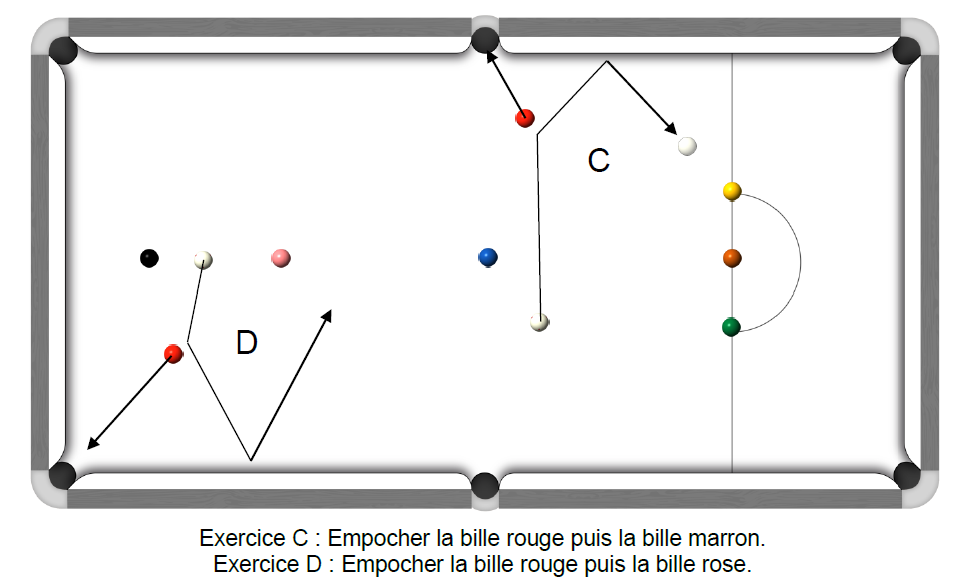 C
D
Exercice C : Empocher la bille rouge puis la bille marron.
Exercice D : Empocher la bille rouge puis la bille rose.